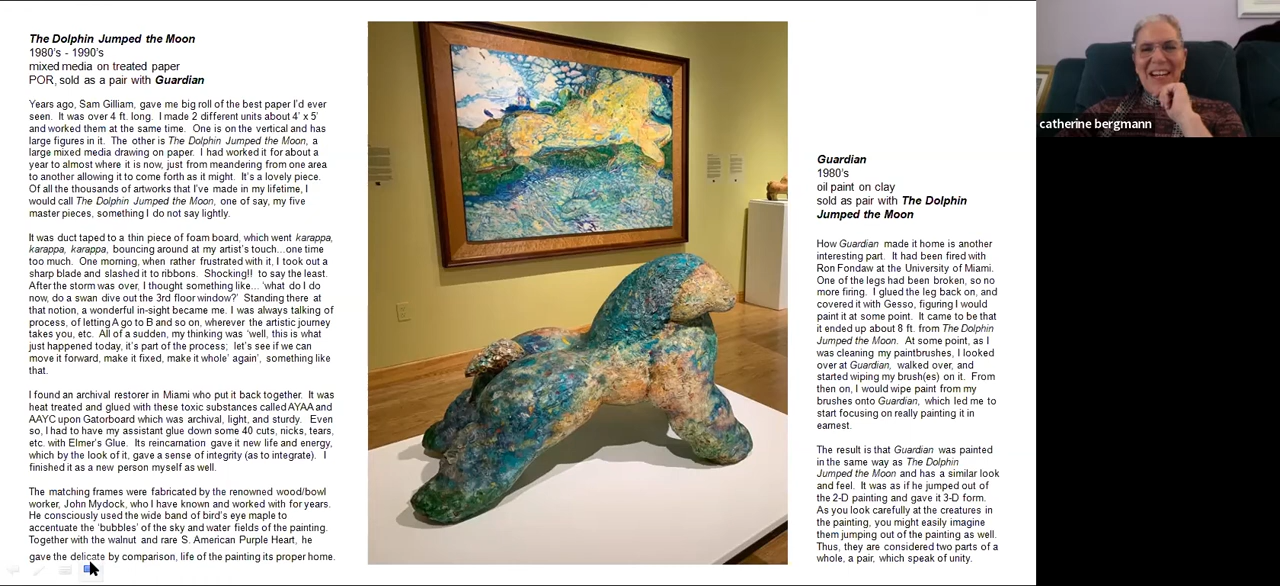 The Dolphin Jumped the Moon
1980's - 1990's
mixed media on treated paper
POR, sold as a pair with Guardian
Years ago, Sam Gilliam, gave me big roll of the best paper I'd ever
seen. It was over 4 ft. long. I made 2 different units about 4' x 5'
and worked them at the same time. One is on the vertical and has
large figures in it. The other is The Dolphin Jumped the Moon, a
large mixed media drawing on paper. I had worked it for about a
year to almost where it is now, just from meandering from one area
to another allowing it to come forth as it might. It's a lovely piece.
Of all the thousands of artworks that I've made in my lifetime, I
would call The Dolphin Jumped the Moon, one of say, my five
master pieces, something I do not say lightly.
It was duct taped to a thin piece of foam board, which went karappa,
karappa, karappa, bouncing around at my artist's touch...one time
too much. One morning, when rather frustrated with it, I took out a
sharp blade and slashed it to ribbons. Shocking!! to say the least.
After the storm was over, I thought something like... 'what do I do
now, do a swan dive out the 3rd floor window?' Standing there at
that notion, a wonderful in-sight became me. I was always talking of
process, of letting A go to B and so on, wherever the artistic journey
takes you, etc. All of a sudden, my thinking was 'well, this is what
just happened today, it's part of the process; let's see if we can
move it forward, make it fixed, make it whole' again', something like
that.
I found an archival restorer in Miami who put it back together. It was
heat treated and glued with these toxic substances called AYAA and
AAYC upon Gatorboard which was archival, light, and sturdy. Even
so, I had to have my assistant glue down some 40 cuts, nicks, tears,
etc. with Elmer's Glue. Its reincarnation gave it new life and energy,
which by the look of it, gave a sense of integrity (as to integrate). I
finished it as a new person myself as well.
The matching frames were fabricated by the renowned wood/bowl
worker, John Mydock, who I have known and worked with for years.
He consciously used the wide band of bird's eye maple to
accentuate the 'bubbles' of the sky and water fields of the painting.
Together with the walnut and rare S. American Purple Heart, he
gave the delicate by comparison, life of the painting its proper home.
Guardian
1980's
oil paint on clay
sold as pair with The Dolphin
Jumped the Moon
How Guardian made it home is another
interesting part. It had been fired with
Ron Fondaw at the University of Miami.
One of the legs had been broken, so no
more firing. I glued the leg back on, and
covered it with Gesso, figuring I would
paint it at some point. It came to be that
it ended up about 8 ft. from The Dolphin
Jumped the Moon. At some point, as I
was cleaning my paintbrushes, I looked
over at Guardian, walked over, and
started wiping my brush(es) on it. From
then on, I would wipe paint from my
brushes onto Guardian, which led me to
start focusing on really painting it in
earnest.
The result is that Guardian was painted
in the same way as The Dolphin
Jumped the Moon and has a similar look
and feel. It was as if he jumped out of
the 2-D painting and gave it 3-D form.
As you look carefully at the creatures in
the painting, you might easily imagine
them jumping out of the painting as well.
Thus, they are considered two parts of a
whole, a pair, which speak of unity.
catherine bergmann